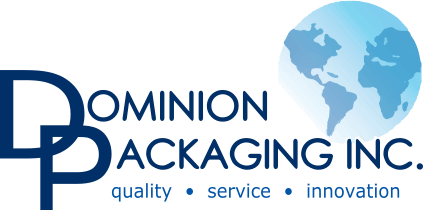 DOMINION
PACKAGING INC.
quality • service • innovation